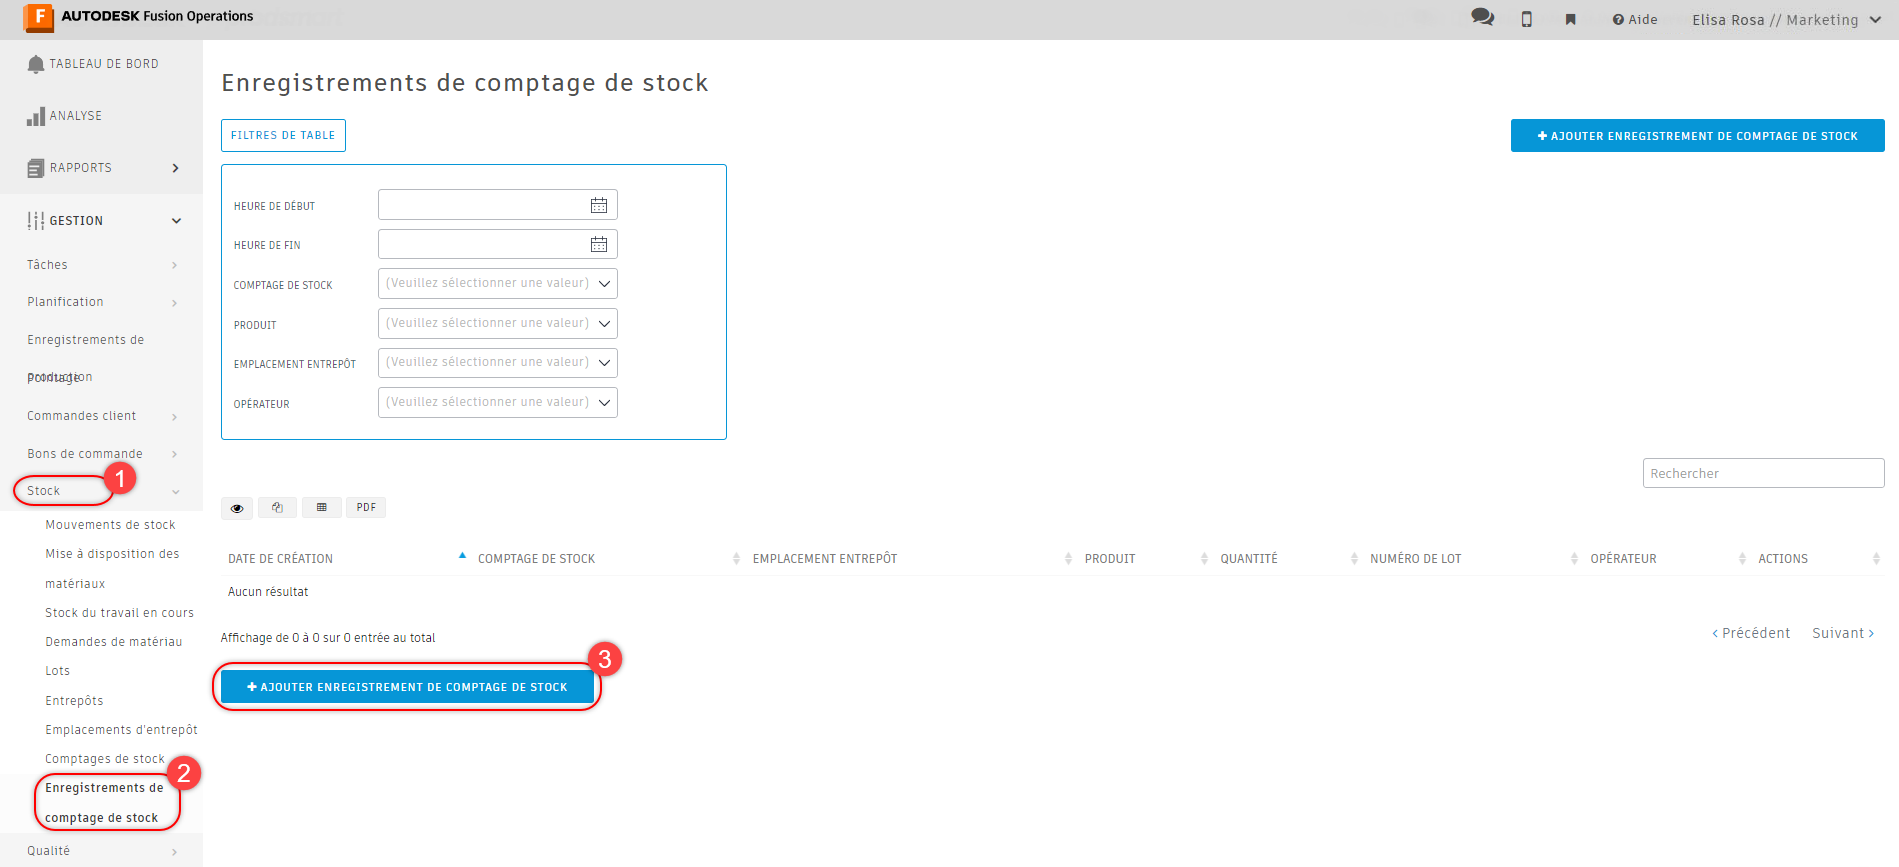 AUTODESK Fusion Operations
Aide
Elisa Rosa // Marketing
TABLEAU DE BORD
ANALYSE
RAPPORTS
GESTION
Tâches
Planification
Enregistrements de
production
Pointage
Commandes client
Bons de commande
Stock
1
Mouvements de stock
Mise à disposition des
matériaux
Stock du travail en cours
Demandes de matériau
Lots
Entrepôts
Emplacements d'entrepôt
Comptages de stock
2
Enregistrements de
comptage de stock
Qualité
Enregistrements de comptage de stock
FILTRES DE TABLE
+ AJOUTER ENREGISTREMENT DE COMPTAGE DE STOCK
HEURE DE DÉBUT
HEURE DE FIN
COMPTAGE DE STOCK (Veuillez sélectionner une valeur)
PRODUIT (Veuillez sélectionner une valeur)
EMPLACEMENT ENTREPÔT (Veuillez sélectionner une valeur)
OPÉRATEUR (Veuillez sélectionner une valeur)
Rechercher
PDF
DATE DE CRÉATION COMPTAGE DE STOCK EMPLACEMENT ENTREPÔT PRODUIT QUANTITÉ NUMÉRO DE LOT OPÉRATEUR ACTIONS
Aucun résultat
Affichage de 0 à 0 sur 0 entrée au total
< Précédent Suivant >
3
+ AJOUTER ENREGISTREMENT DE COMPTAGE DE STOCK